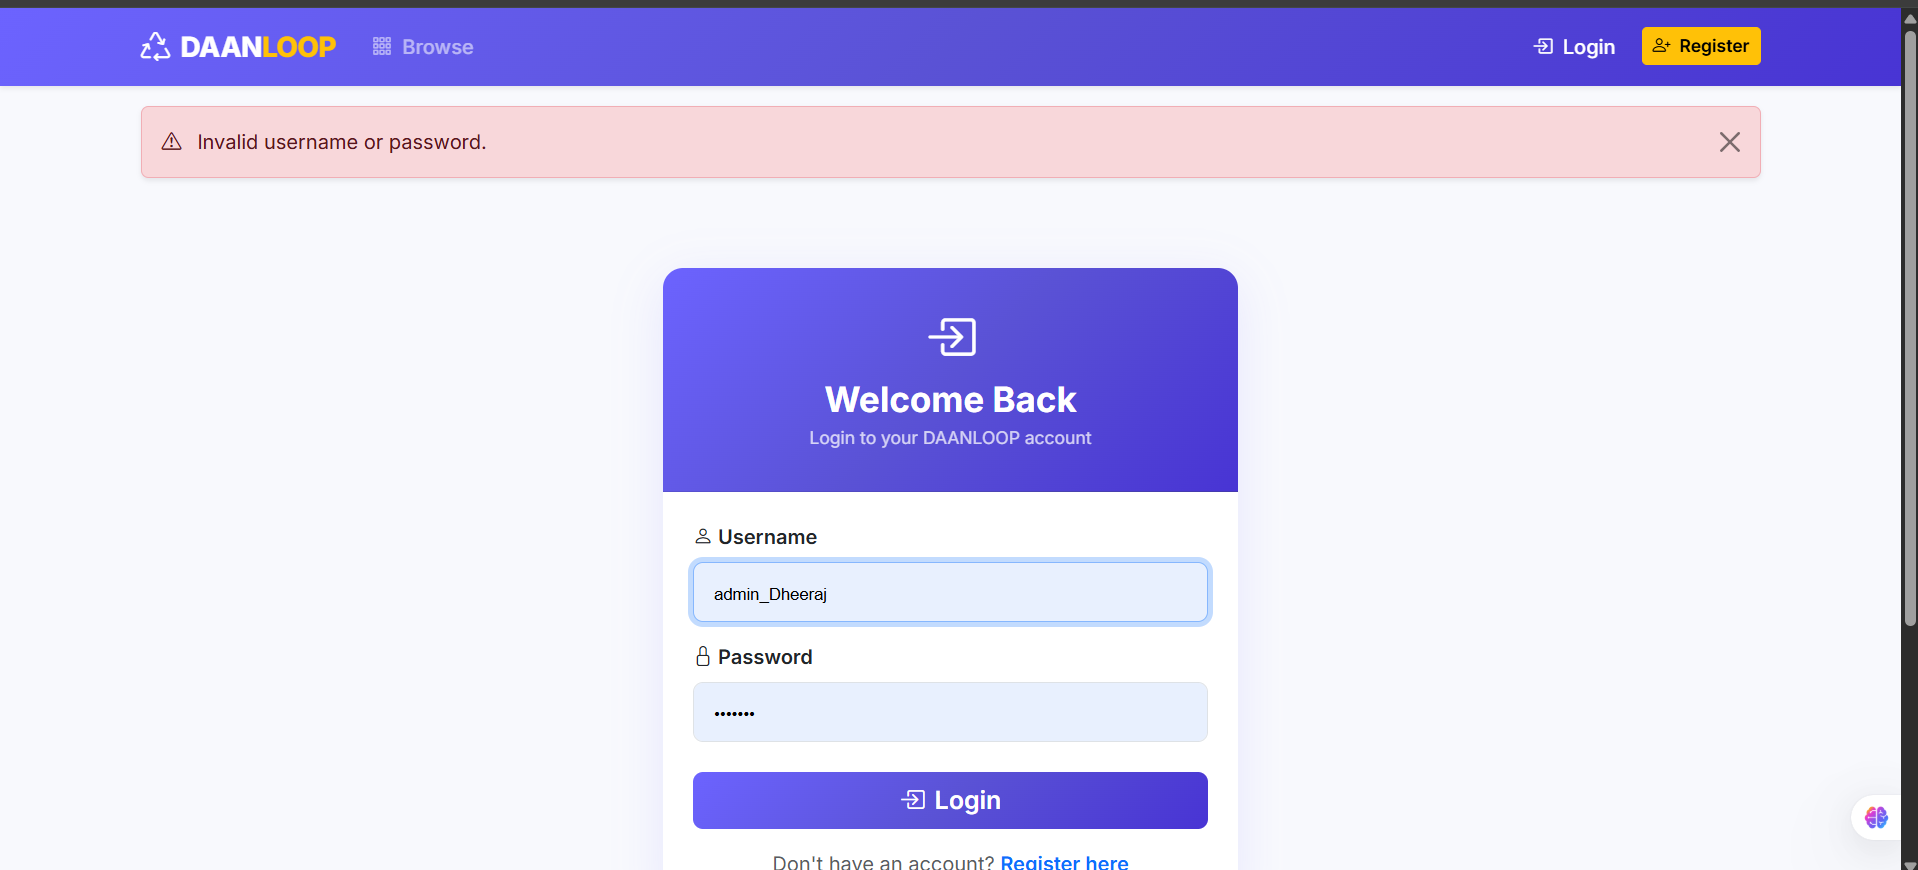 DAANLOOP Browse Login Register
Invalid username or password.
Welcome Back
Login to your DAANLOOP account
Username
admin_Dheeraj
Password
•••••••
Login
Don't have an account? Register here